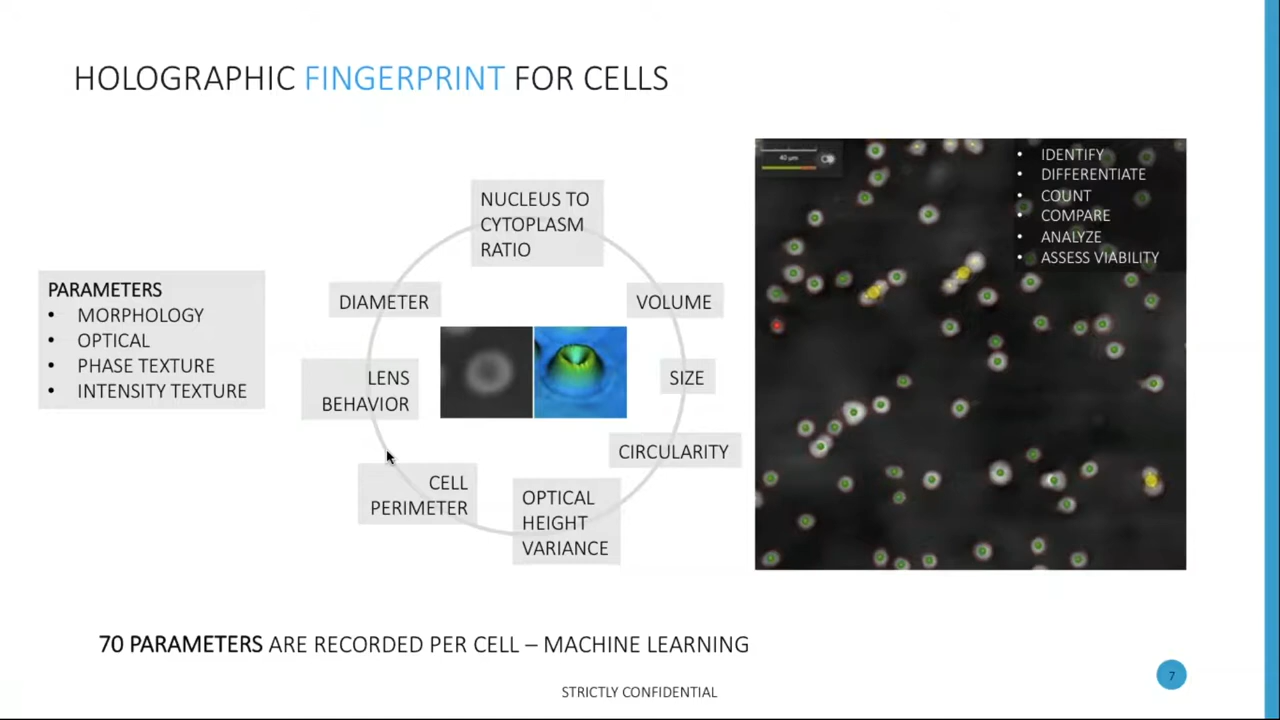 HOLOGRAPHIC FINGERPRINT FOR CELLS
PARAMETERS
• MORPHOLOGY
• OPTICAL
• PHASE TEXTURE
• INTENSITY TEXTURE
NUCLEUS TO
CYTOPLASM
RATIO
DIAMETER
VOLUME
LENS
BEHAVIOR
SIZE
CIRCULARITY
CELL
PERIMETER
OPTICAL
HEIGHT
VARIANCE
40 µm
• IDENTIFY
• DIFFERENTIATE
• COUNT
• COMPARE
• ANALYZE
• ASSESS VIABILITY
70 PARAMETERS ARE RECORDED PER CELL – MACHINE LEARNING
STRICTLY CONFIDENTIAL
7